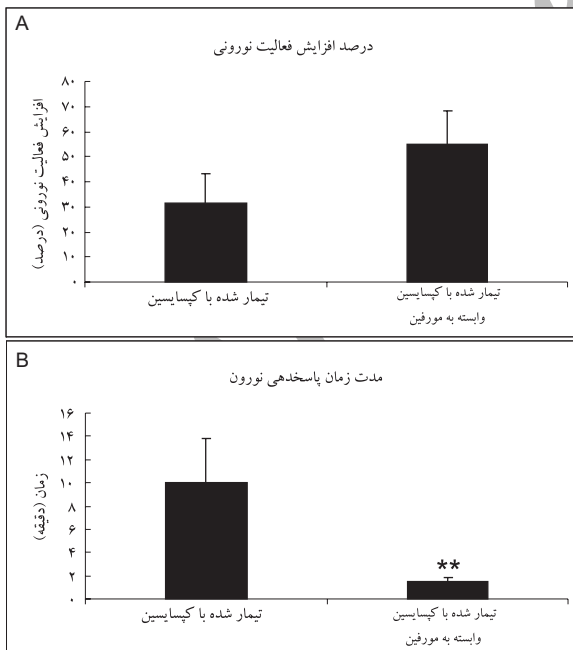 A
درصد افزایش فعالیت نورونی
افزایش فعالیت نورونی (درصد)
۸۰
۷۰
۶۰
۵۰
۴۰
۳۰
۲۰
۱۰
۰
تیمار شده با کپسایسین
تیمار شده با کپسایسین
وابسته به مورفین
B
مدت زمان پاسخدهی نورون
زمان (دقیقه)
۱۶
۱۴
۱۲
۱۰
۸
۶
۴
۲
۰
**
تیمار شده با کپسایسین
تیمار شده با کپسایسین
وابسته به مورفین